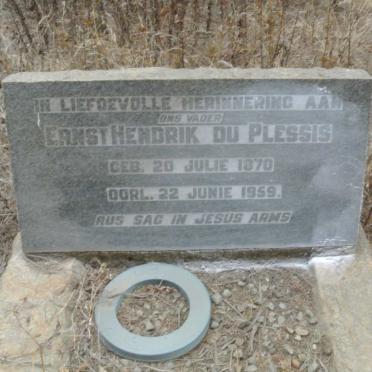 IN LIEFDEVOLLE HERINNERING AAN
ONS VADER
ERNST HENDRIK DU PLESSIS
GEB. 20 JULIE 1870
OORL. 22 JUNIE 1959.
RUS SAG IN JESUS ARMS